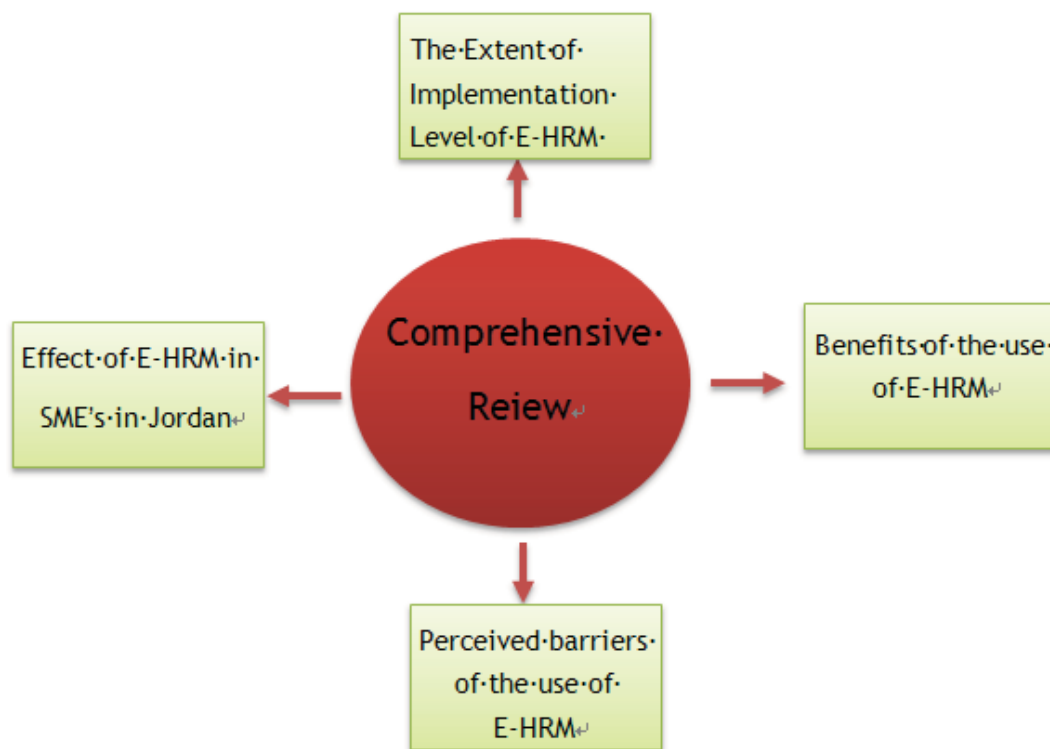 The Extent of
Implementation
Level of E-HRM
Comprehensive
Reiew
Effect of E-HRM in
SME's in Jordan
Benefits of the use
of E-HRM
Perceived barriers
of the use of
E-HRM